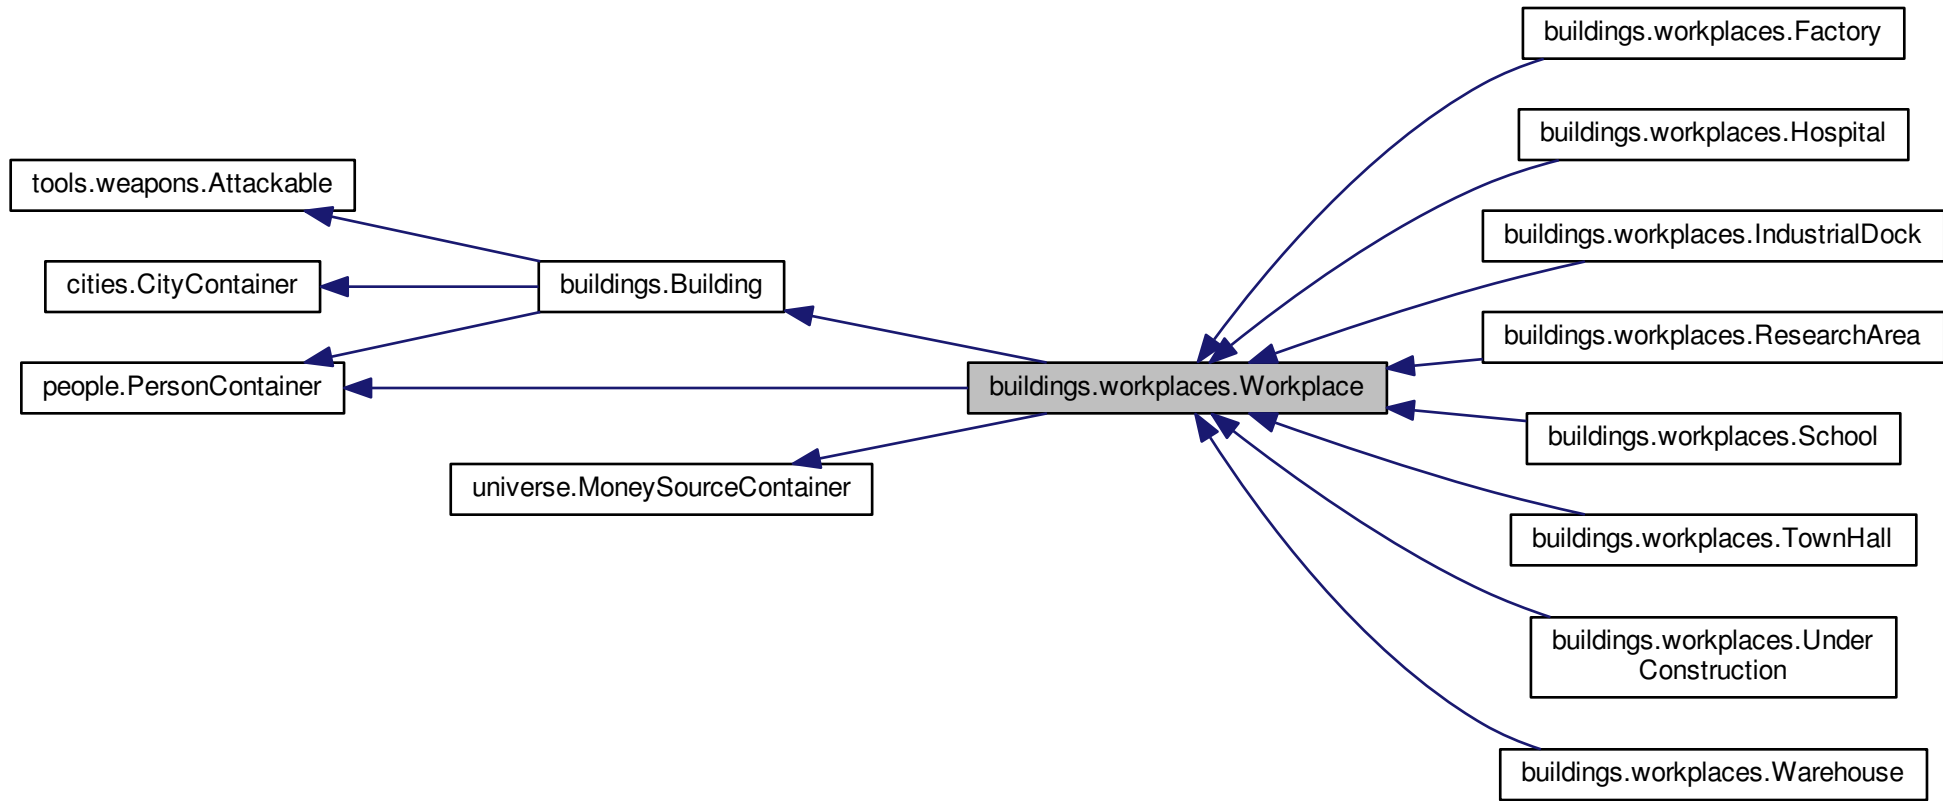 tools.weapons.Attackable
cities.CityContainer
people.PersonContainer
buildings.Building
universe.MoneySourceContainer
buildings.workplaces.Workplace
buildings.workplaces.Factory
buildings.workplaces.Hospital
buildings.workplaces.IndustrialDock
buildings.workplaces.ResearchArea
buildings.workplaces.School
buildings.workplaces.TownHall
buildings.workplaces.Under
Construction
buildings.workplaces.Warehouse